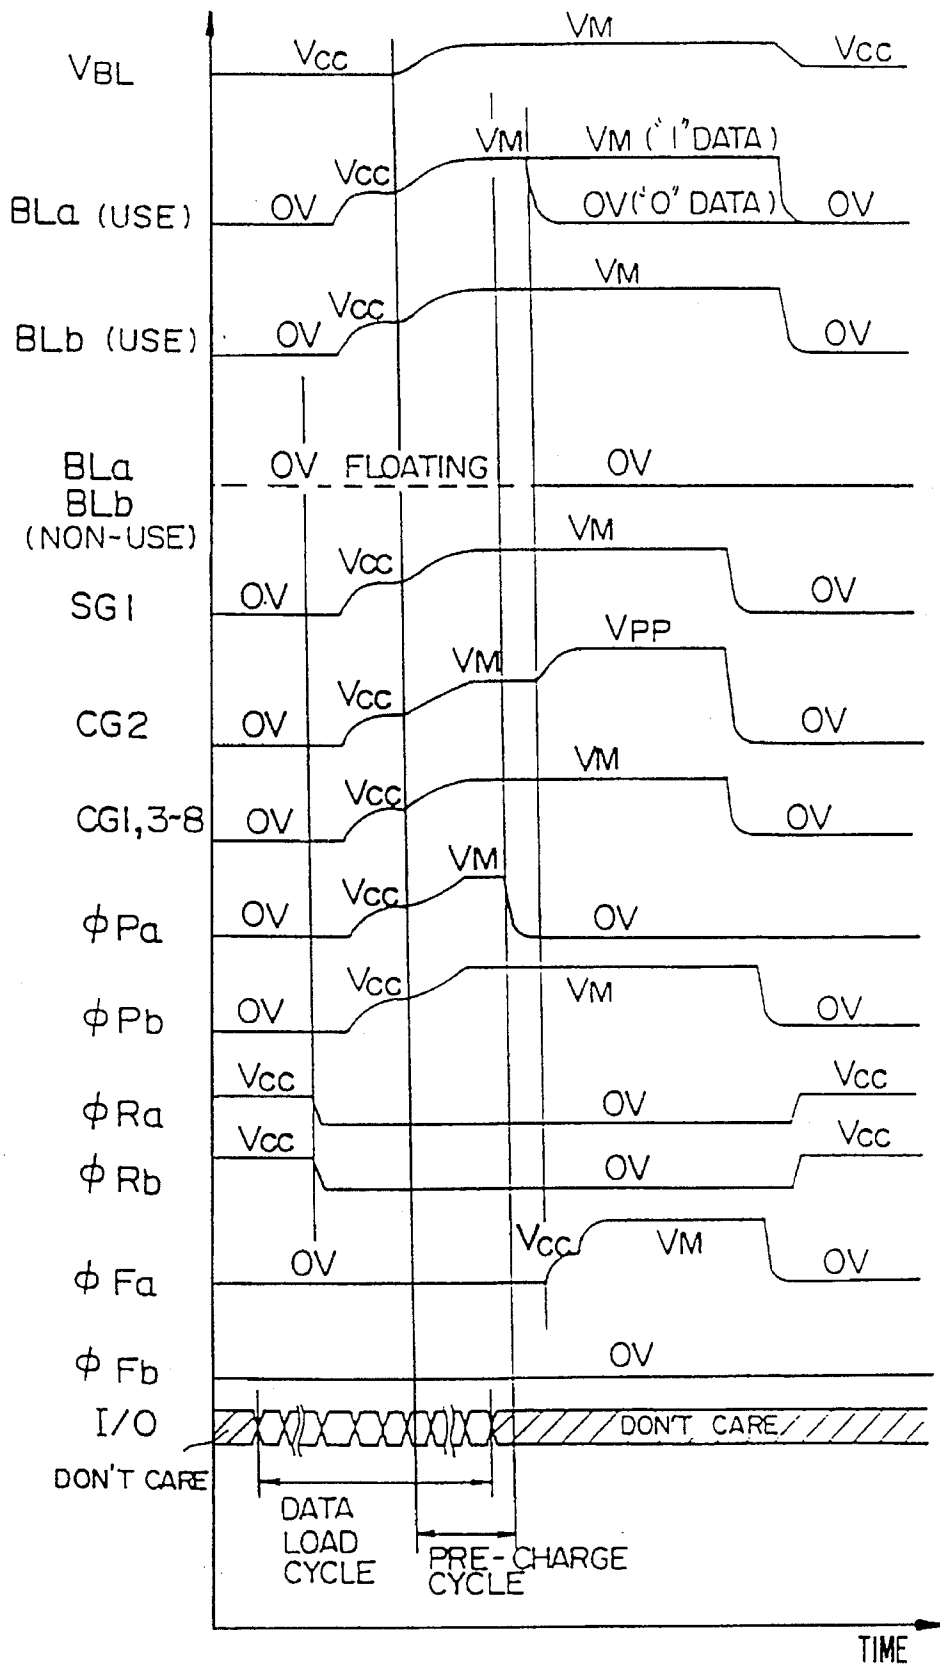 VBL VCC VM VCC
BLa (USE) 0V VCC VM VM ("1" DATA)
0V ("0" DATA) 0V
BLb (USE) 0V VCC VM 0V
BLa 0V FLOATING 0V
BLb
(NON-USE)
SG1 0V VCC VM 0V
CG2 0V VCC VM VPP 0V
CG1,3-8 0V VCC VM 0V
φPa 0V VCC VM 0V
φPb 0V VCC VM 0V
φRa VCC 0V VCC
φRb VCC 0V VCC
φFa 0V VCC VM 0V
φFb 0V
I/O DON'T CARE
DON'T CARE
DATA
LOAD
CYCLE
PRE-CHARGE
CYCLE
TIME